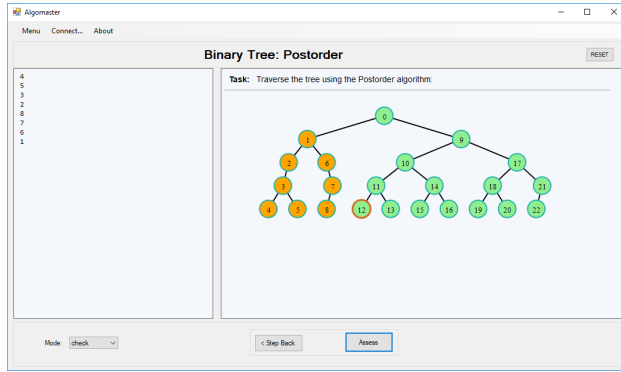 Algomaster
Menu Connect... About
Binary Tree: Postorder
RESET
4
5
3
2
8
7
6
1
Task: Traverse the tree using the Postorder algorithm:
0
1 9
2 6 10 17
3 7 11 14 18 21
4 5 8 12 13 15 16 19 20 22
Mode: check
< Step Back
Assess